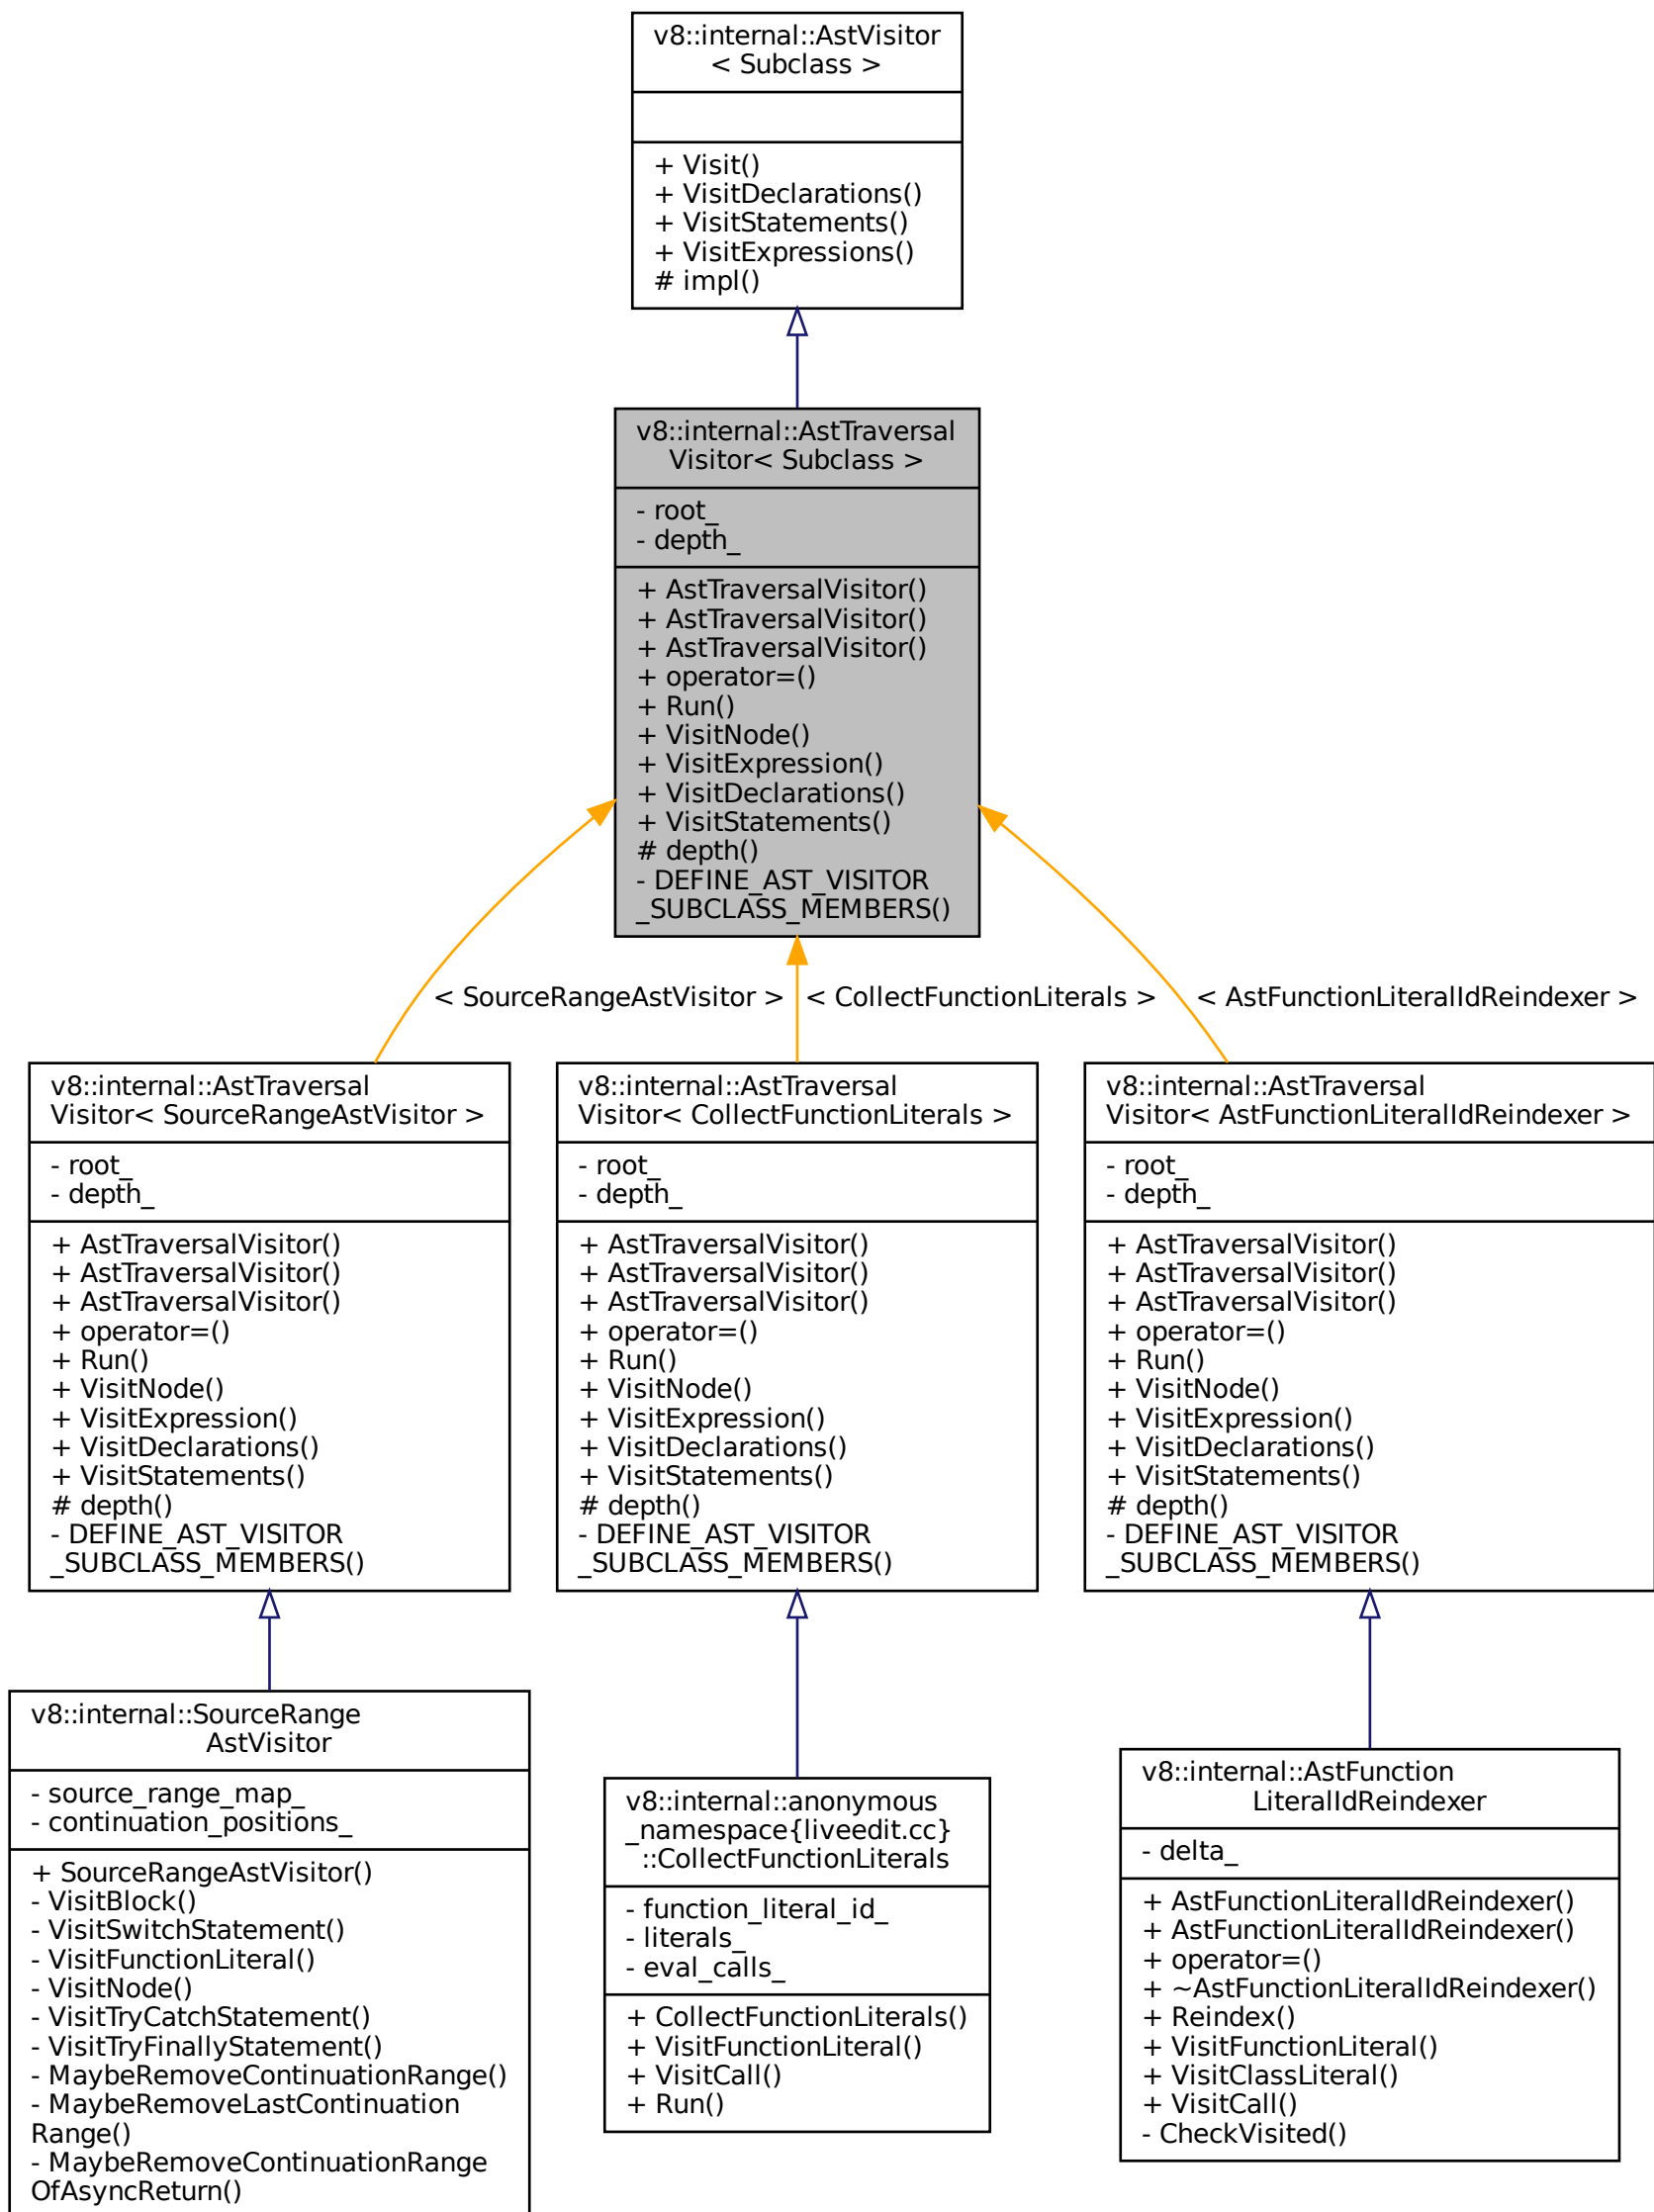 v8::internal::AstVisitor
< Subclass >
+ Visit()
+ VisitDeclarations()
+ VisitStatements()
+ VisitExpressions()
# impl()
v8::internal::AstTraversal
Visitor< Subclass >
- root_
- depth_
+ AstTraversalVisitor()
+ AstTraversalVisitor()
+ AstTraversalVisitor()
+ operator=()
+ Run()
+ VisitNode()
+ VisitExpression()
+ VisitDeclarations()
+ VisitStatements()
# depth()
- DEFINE_AST_VISITOR
_SUBCLASS_MEMBERS()
< SourceRangeAstVisitor >
< CollectFunctionLiterals >
< AstFunctionLiteralIdReindexer >
v8::internal::AstTraversal
Visitor< SourceRangeAstVisitor >
- root_
- depth_
+ AstTraversalVisitor()
+ AstTraversalVisitor()
+ AstTraversalVisitor()
+ operator=()
+ Run()
+ VisitNode()
+ VisitExpression()
+ VisitDeclarations()
+ VisitStatements()
# depth()
- DEFINE_AST_VISITOR
_SUBCLASS_MEMBERS()
v8::internal::AstTraversal
Visitor< CollectFunctionLiterals >
- root_
- depth_
+ AstTraversalVisitor()
+ AstTraversalVisitor()
+ AstTraversalVisitor()
+ operator=()
+ Run()
+ VisitNode()
+ VisitExpression()
+ VisitDeclarations()
+ VisitStatements()
# depth()
- DEFINE_AST_VISITOR
_SUBCLASS_MEMBERS()
v8::internal::AstTraversal
Visitor< AstFunctionLiteralIdReindexer >
- root_
- depth_
+ AstTraversalVisitor()
+ AstTraversalVisitor()
+ AstTraversalVisitor()
+ operator=()
+ Run()
+ VisitNode()
+ VisitExpression()
+ VisitDeclarations()
+ VisitStatements()
# depth()
- DEFINE_AST_VISITOR
_SUBCLASS_MEMBERS()
v8::internal::SourceRange
AstVisitor
- source_range_map_
- continuation_positions_
+ SourceRangeAstVisitor()
- VisitBlock()
- VisitSwitchStatement()
- VisitFunctionLiteral()
- VisitNode()
- VisitTryCatchStatement()
- VisitTryFinallyStatement()
- MaybeRemoveContinuationRange()
- MaybeRemoveLastContinuation
Range()
- MaybeRemoveContinuationRange
OfAsyncReturn()
v8::internal::anonymous
_namespace{liveedit.cc}
::CollectFunctionLiterals
- function_literal_id_
- literals_
- eval_calls_
+ CollectFunctionLiterals()
+ VisitFunctionLiteral()
+ VisitCall()
+ Run()
v8::internal::AstFunction
LiteralIdReindexer
- delta_
+ AstFunctionLiteralIdReindexer()
+ AstFunctionLiteralIdReindexer()
+ operator=()
+ ~AstFunctionLiteralIdReindexer()
+ Reindex()
+ VisitFunctionLiteral()
+ VisitClassLiteral()
+ VisitCall()
- CheckVisited()